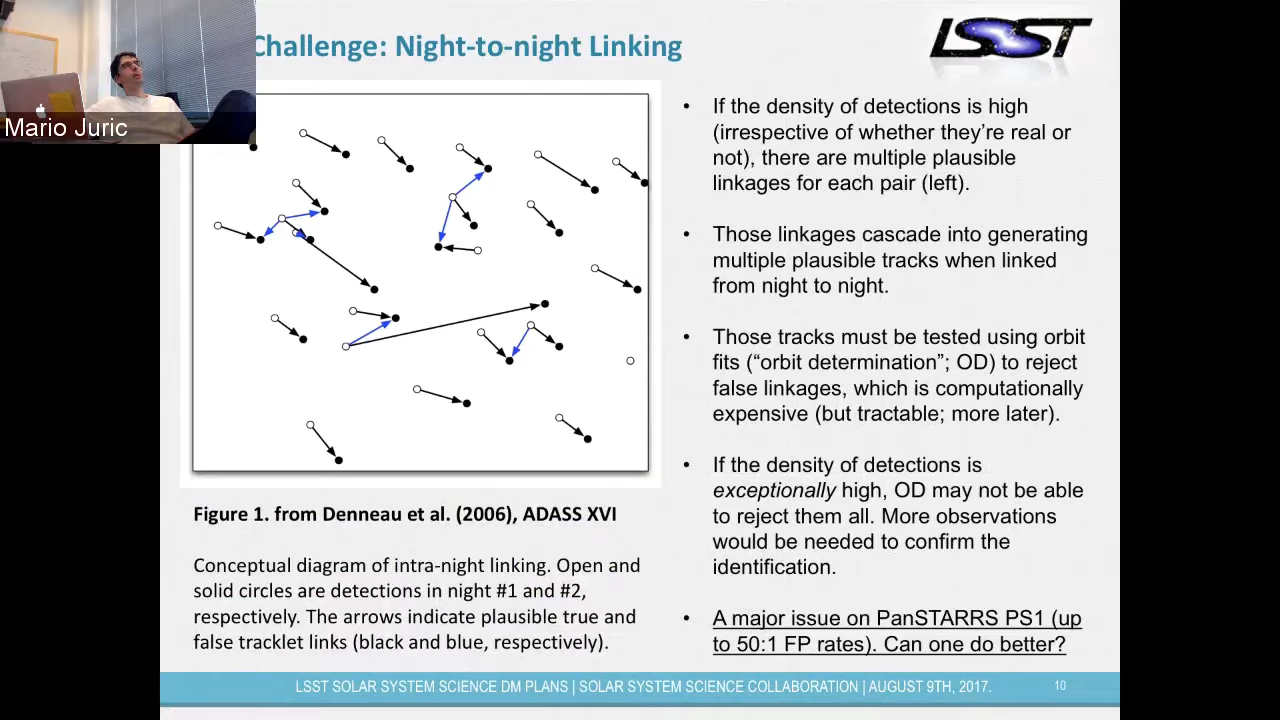 Challenge: Night-to-night Linking
LSST
Mario Juric
• If the density of detections is high
(irrespective of whether they're real or
not), there are multiple plausible
linkages for each pair (left).
• Those linkages cascade into generating
multiple plausible tracks when linked
from night to night.
• Those tracks must be tested using orbit
fits (“orbit determination”; OD) to reject
false linkages, which is computationally
expensive (but tractable; more later).
• If the density of detections is
exceptionally high, OD may not be able
to reject them all. More observations
would be needed to confirm the
identification.
• A major issue on PanSTARRS PS1 (up
to 50:1 FP rates). Can one do better?
Figure 1. from Denneau et al. (2006), ADASS XVI
Conceptual diagram of intra-night linking. Open and
solid circles are detections in night #1 and #2,
respectively. The arrows indicate plausible true and
false tracklet links (black and blue, respectively).
LSST SOLAR SYSTEM SCIENCE DM PLANS | SOLAR SYSTEM SCIENCE COLLABORATION | AUGUST 9TH, 2017.
10